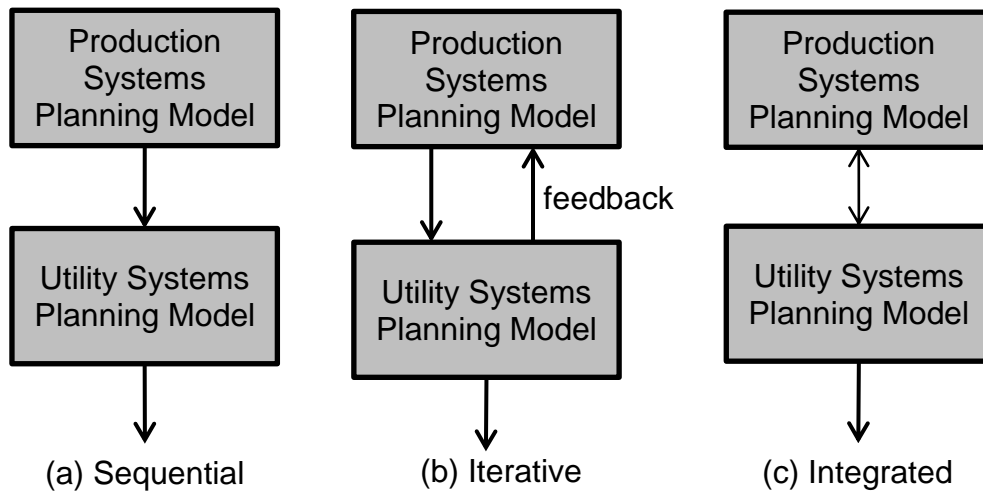 Production
Systems
Planning Model
Utility Systems
Planning Model
(a) Sequential
Production
Systems
Planning Model
feedback
Utility Systems
Planning Model
(b) Iterative
Production
Systems
Planning Model
Utility Systems
Planning Model
(c) Integrated